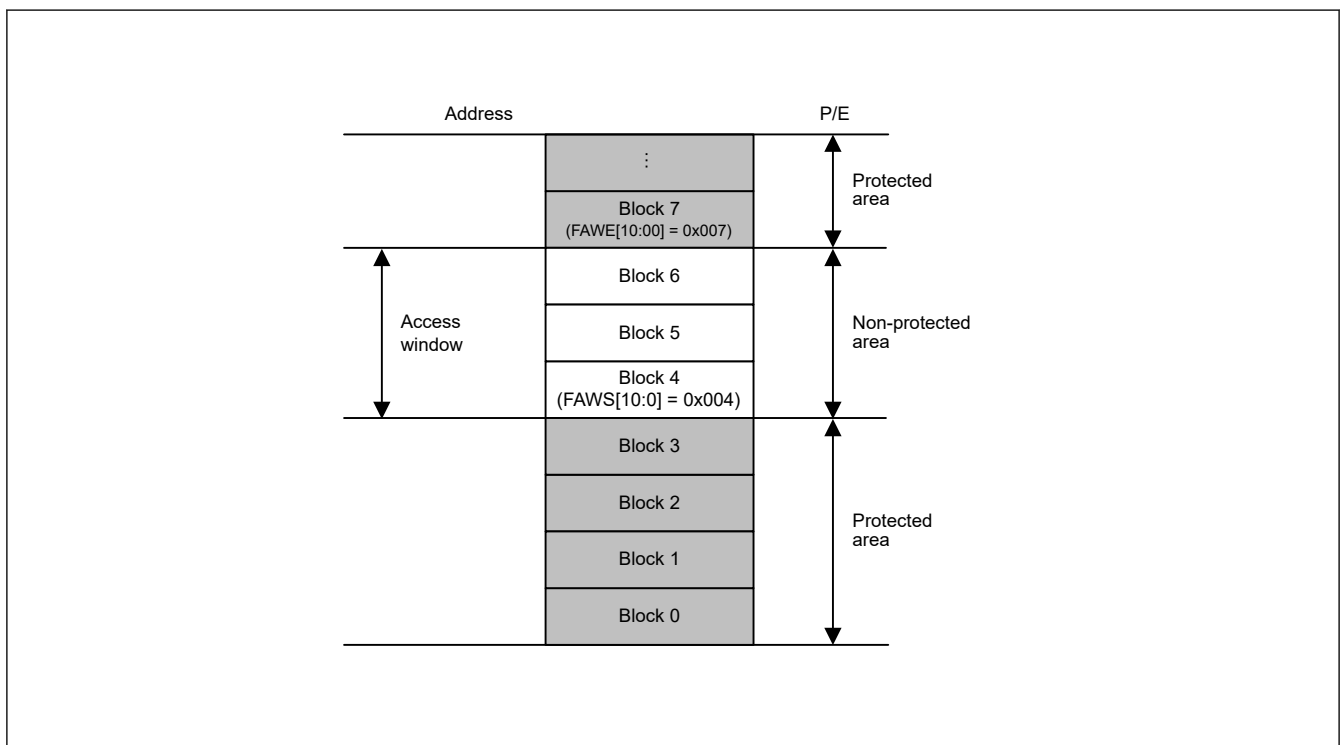 Address
P/E
⋮
Protected
area
Block 7
(FAWE[10:00] = 0x007)
Block 6
Access
window
Block 5
Non-protected
area
Block 4
(FAWS[10:0] = 0x004)
Block 3
Block 2
Protected
area
Block 1
Block 0